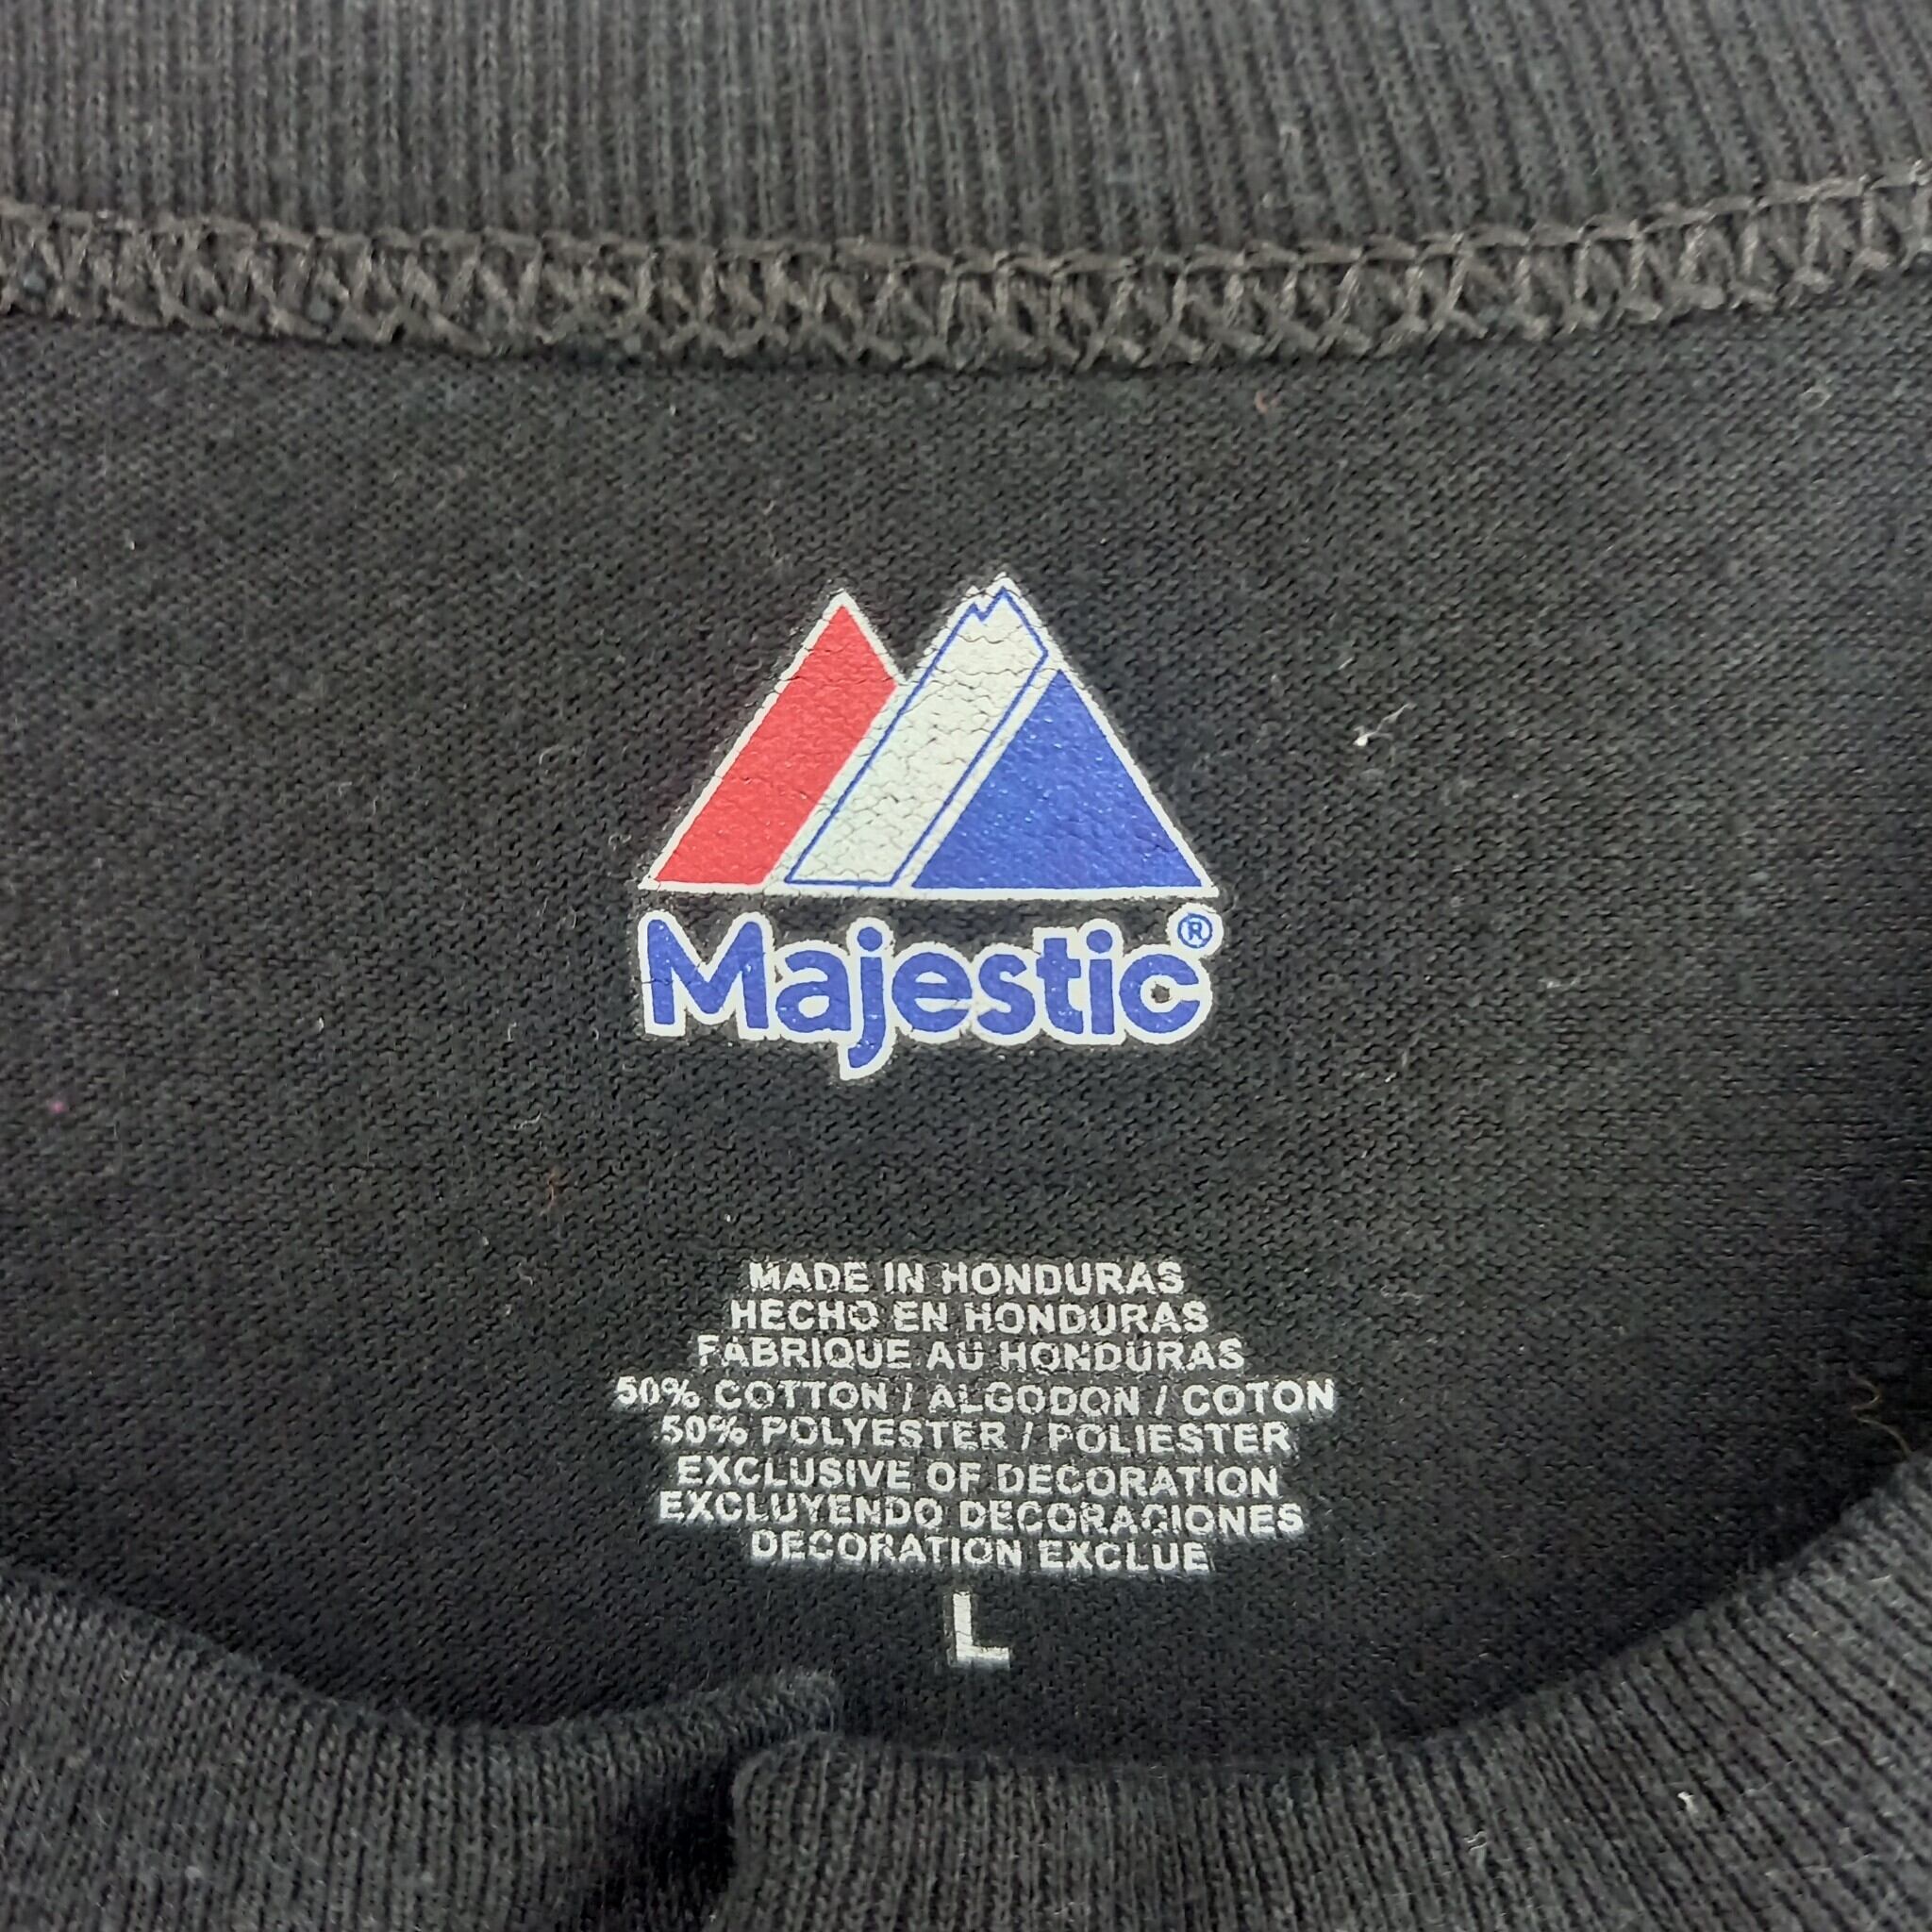 Majestic®
MADE IN HONDURAS
HECHO EN HONDURAS
FABRIQUE AU HONDURAS
50% COTTON / ALGODON / COTON
50% POLYESTER / POLIESTER
EXCLUSIVE OF DECORATION
EXCLUYENDO DECORACIONES
DECORATION EXCLUE
L